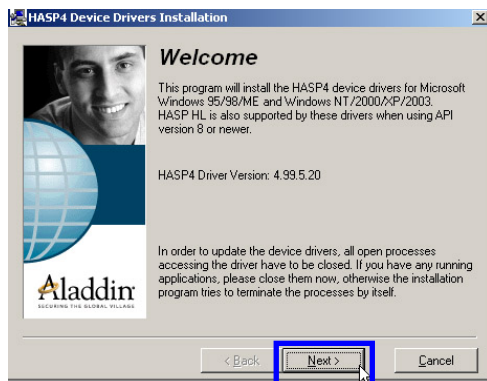 HASP4 Device Drivers Installation
Welcome
This program will install the HASP4 device drivers for Microsoft
Windows 95/98/ME and Windows NT/2000/XP/2003.
HASP HL is also supported by these drivers when using API
version 8 or newer.
HASP4 Driver Version: 4.99.5.20
In order to update the device drivers, all open processes
accessing the driver have to be closed. If you have any running
applications, please close them now, otherwise the installation
program tries to terminate the processes by itself.
Aladdin
SECURING THE GLOBAL VILLAGE
< Back
Next >
Cancel